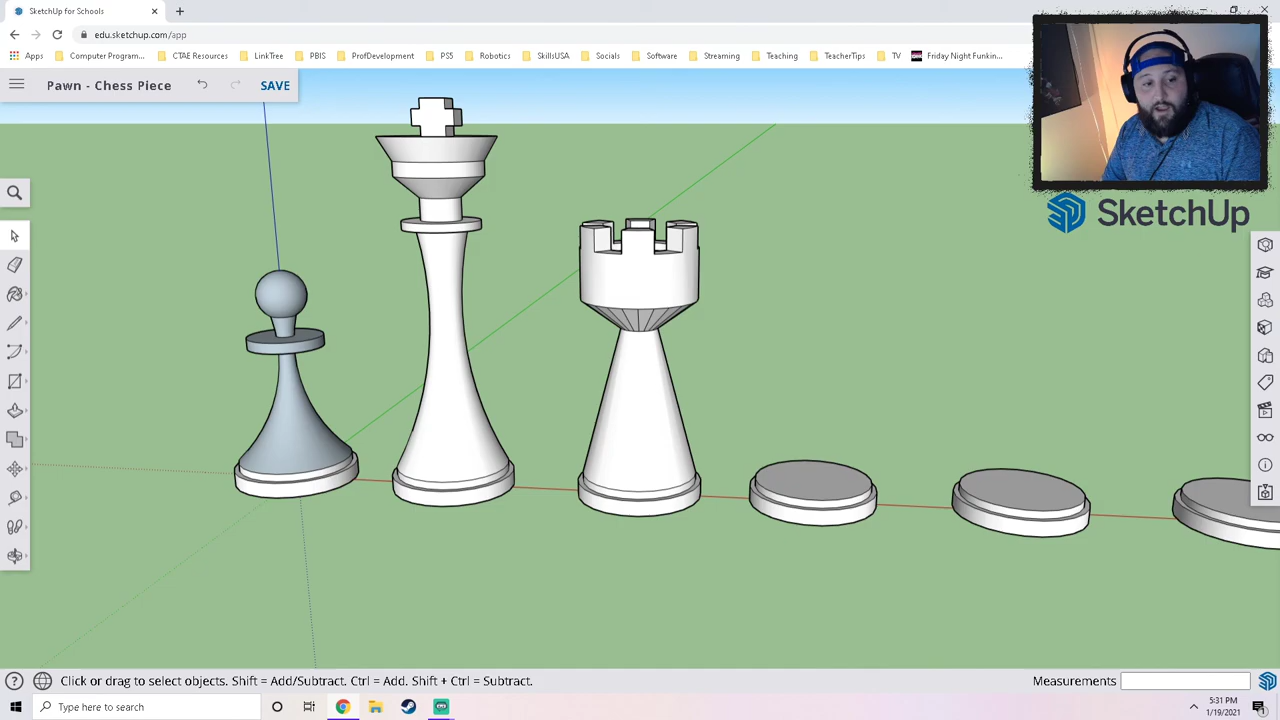 SketchUp for Schools
edu.sketchup.com/app
Apps Computer Program... CTAE Resources LinkTree PBIS ProfDevelopment PS5 Robotics SkillsUSA Socials Software Streaming Teaching TeacherTips TV Friday Night Funkin...
Pawn - Chess Piece SAVE
SketchUp
Click or drag to select objects. Shift = Add/Subtract. Ctrl = Add. Shift + Ctrl = Subtract. Measurements
Type here to search
5:31 PM
1/19/2021